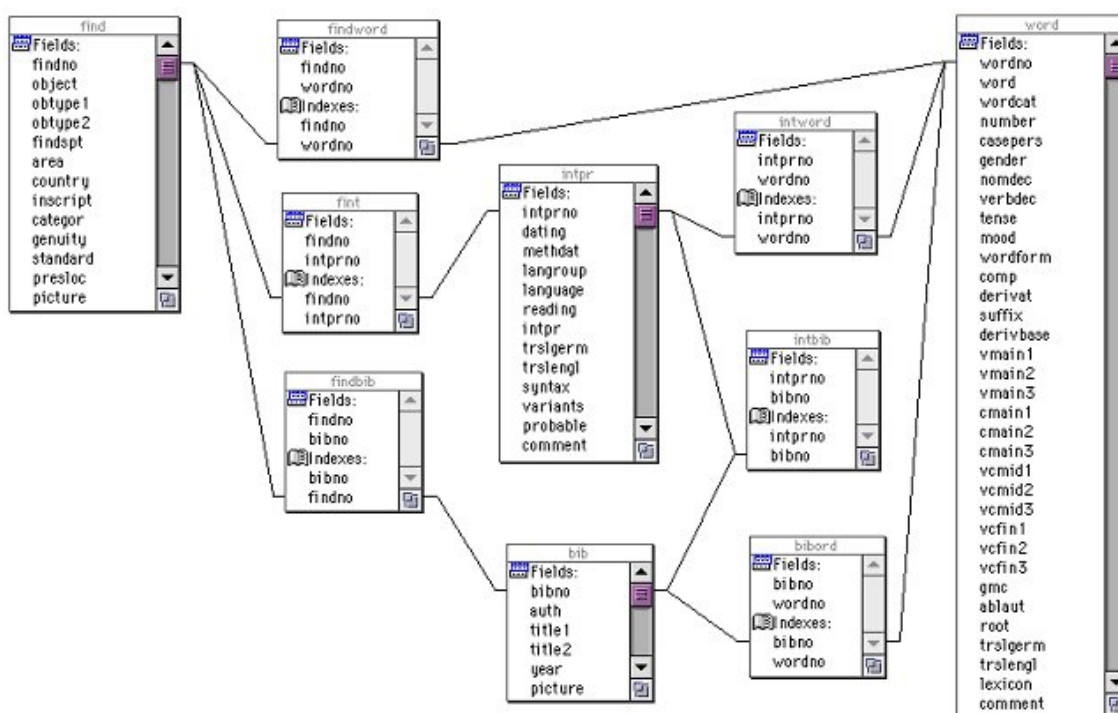 find
Fields:
findno
object
obtype1
obtype2
findspt
area
country
inscript
categor
genuity
standard
presloc
picture
findword
Fields:
findno
wordno
Indexes:
findno
wordno
fint
Fields:
findno
intprno
Indexes:
findno
intprno
findbib
Fields:
findno
bibno
Indexes:
bibno
findno
intpr
Fields:
intprno
dating
methdat
langroup
language
reading
intpr
trslgerm
trslengl
syntax
variants
probable
comment
bib
Fields:
bibno
auth
title1
title2
year
picture
intword
Fields:
intprno
wordno
Indexes:
intprno
wordno
intbib
Fields:
intprno
bibno
Indexes:
intprno
bibno
bibord
Fields:
bibno
wordno
Indexes:
bibno
wordno
word
Fields:
wordno
word
wordcat
number
casepers
gender
nomdec
verbdec
tense
mood
wordform
comp
derivat
suffix
derivbase
vmain1
vmain2
vmain3
cmain1
cmain2
cmain3
vcmid1
vcmid2
vcmid3
vcfin1
vcfin2
vcfin3
gmc
ablaut
root
trslgerm
trslengl
lexicon
comment